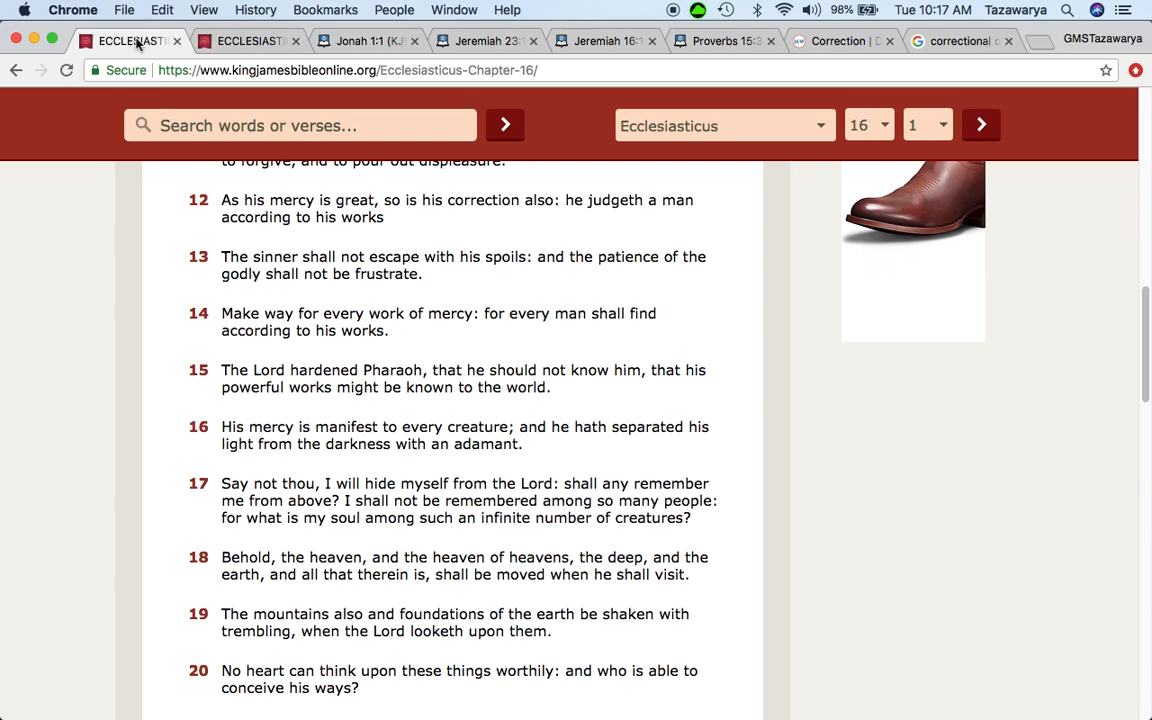 Chrome File Edit View History Bookmarks People Window Help 98% Tue 10:17 AM Tazawarya
ECCLESIASTI ECCLESIAST Jonah 1:1 (KJ Jeremiah 23: Jeremiah 16: Proverbs 15:3 Correction | D correctional o GMSTazawarya
Secure https://www.kingjamesbibleonline.org/Ecclesiasticus-Chapter-16/
Search words or verses... Ecclesiasticus 16 1
to forgive, and to pour out displeasure.
12 As his mercy is great, so is his correction also: he judgeth a man
according to his works
13 The sinner shall not escape with his spoils: and the patience of the
godly shall not be frustrate.
14 Make way for every work of mercy: for every man shall find
according to his works.
15 The Lord hardened Pharaoh, that he should not know him, that his
powerful works might be known to the world.
16 His mercy is manifest to every creature; and he hath separated his
light from the darkness with an adamant.
17 Say not thou, I will hide myself from the Lord: shall any remember
me from above? I shall not be remembered among so many people:
for what is my soul among such an infinite number of creatures?
18 Behold, the heaven, and the heaven of heavens, the deep, and the
earth, and all that therein is, shall be moved when he shall visit.
19 The mountains also and foundations of the earth be shaken with
trembling, when the Lord looketh upon them.
20 No heart can think upon these things worthily: and who is able to
conceive his ways?